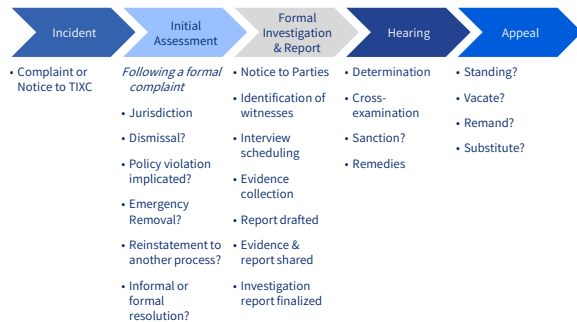 Incident
• Complaint or
Notice to TIXC
Initial
Assessment
Following a formal
complaint
• Jurisdiction
• Dismissal?
• Policy violation
implicated?
• Emergency
Removal?
• Reinstatement to
another process?
• Informal or
formal
resolution?
Formal
Investigation
& Report
• Notice to Parties
• Identification of
witnesses
• Interview
scheduling
• Evidence
collection
• Report drafted
• Evidence &
report shared
• Investigation
report finalized
Hearing
• Determination
• Cross-
examination
• Sanction?
• Remedies
Appeal
• Standing?
• Vacate?
• Remand?
• Substitute?